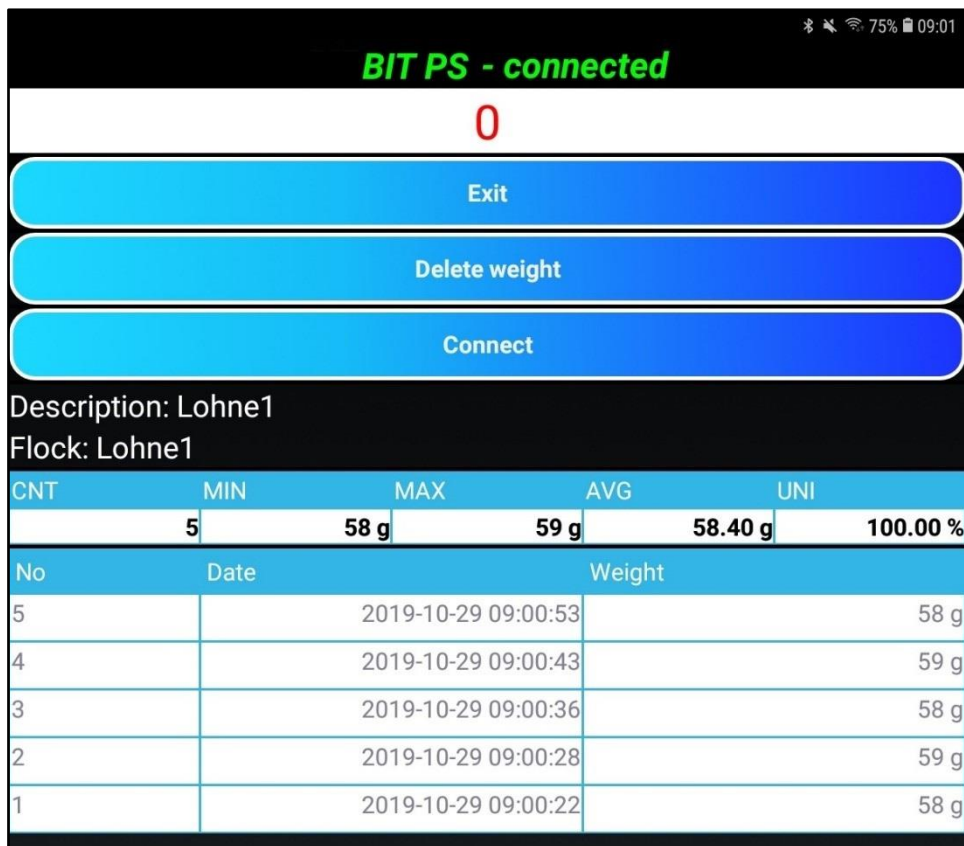 75% 09:01
BIT PS - connected
0
Exit
Delete weight
Connect
Description: Lohne1
Flock: Lohne1
CNT MIN MAX AVG UNI
5 58 g 59 g 58.40 g 100.00 %
No Date Weight
5 2019-10-29 09:00:53 58 g
4 2019-10-29 09:00:43 59 g
3 2019-10-29 09:00:36 58 g
2 2019-10-29 09:00:28 59 g
1 2019-10-29 09:00:22 58 g